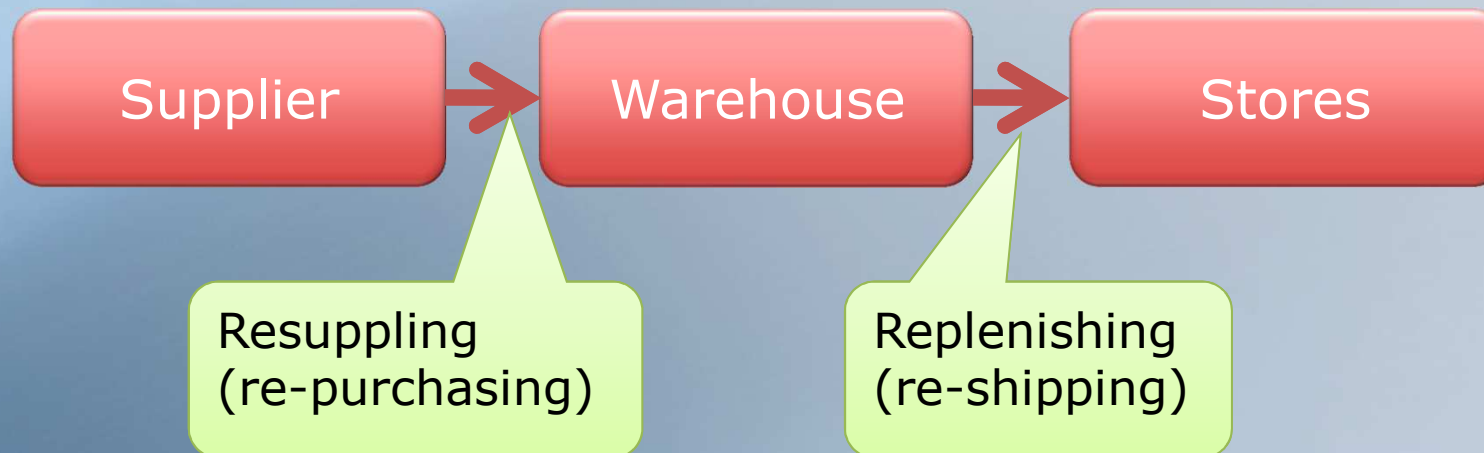 Supplier
Warehouse
Stores
Resuppling
(re-purchasing)
Replenishing
(re-shipping)